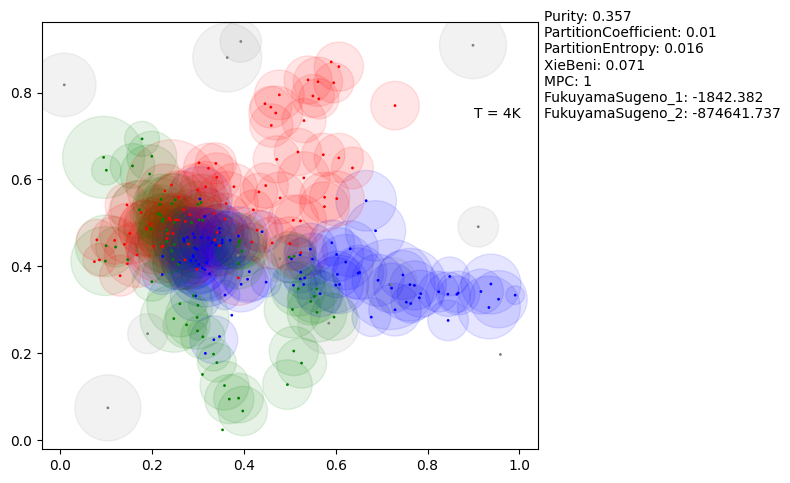 Purity: 0.357
PartitionCoefficient: 0.01
PartitionEntropy: 0.016
XieBeni: 0.071
MPC: 1
FukuyamaSugeno_1: -1842.382
FukuyamaSugeno_2: -874641.737
T = 4K
0.8
0.6
0.4
0.2
0.0
0.0 0.2 0.4 0.6 0.8 1.0